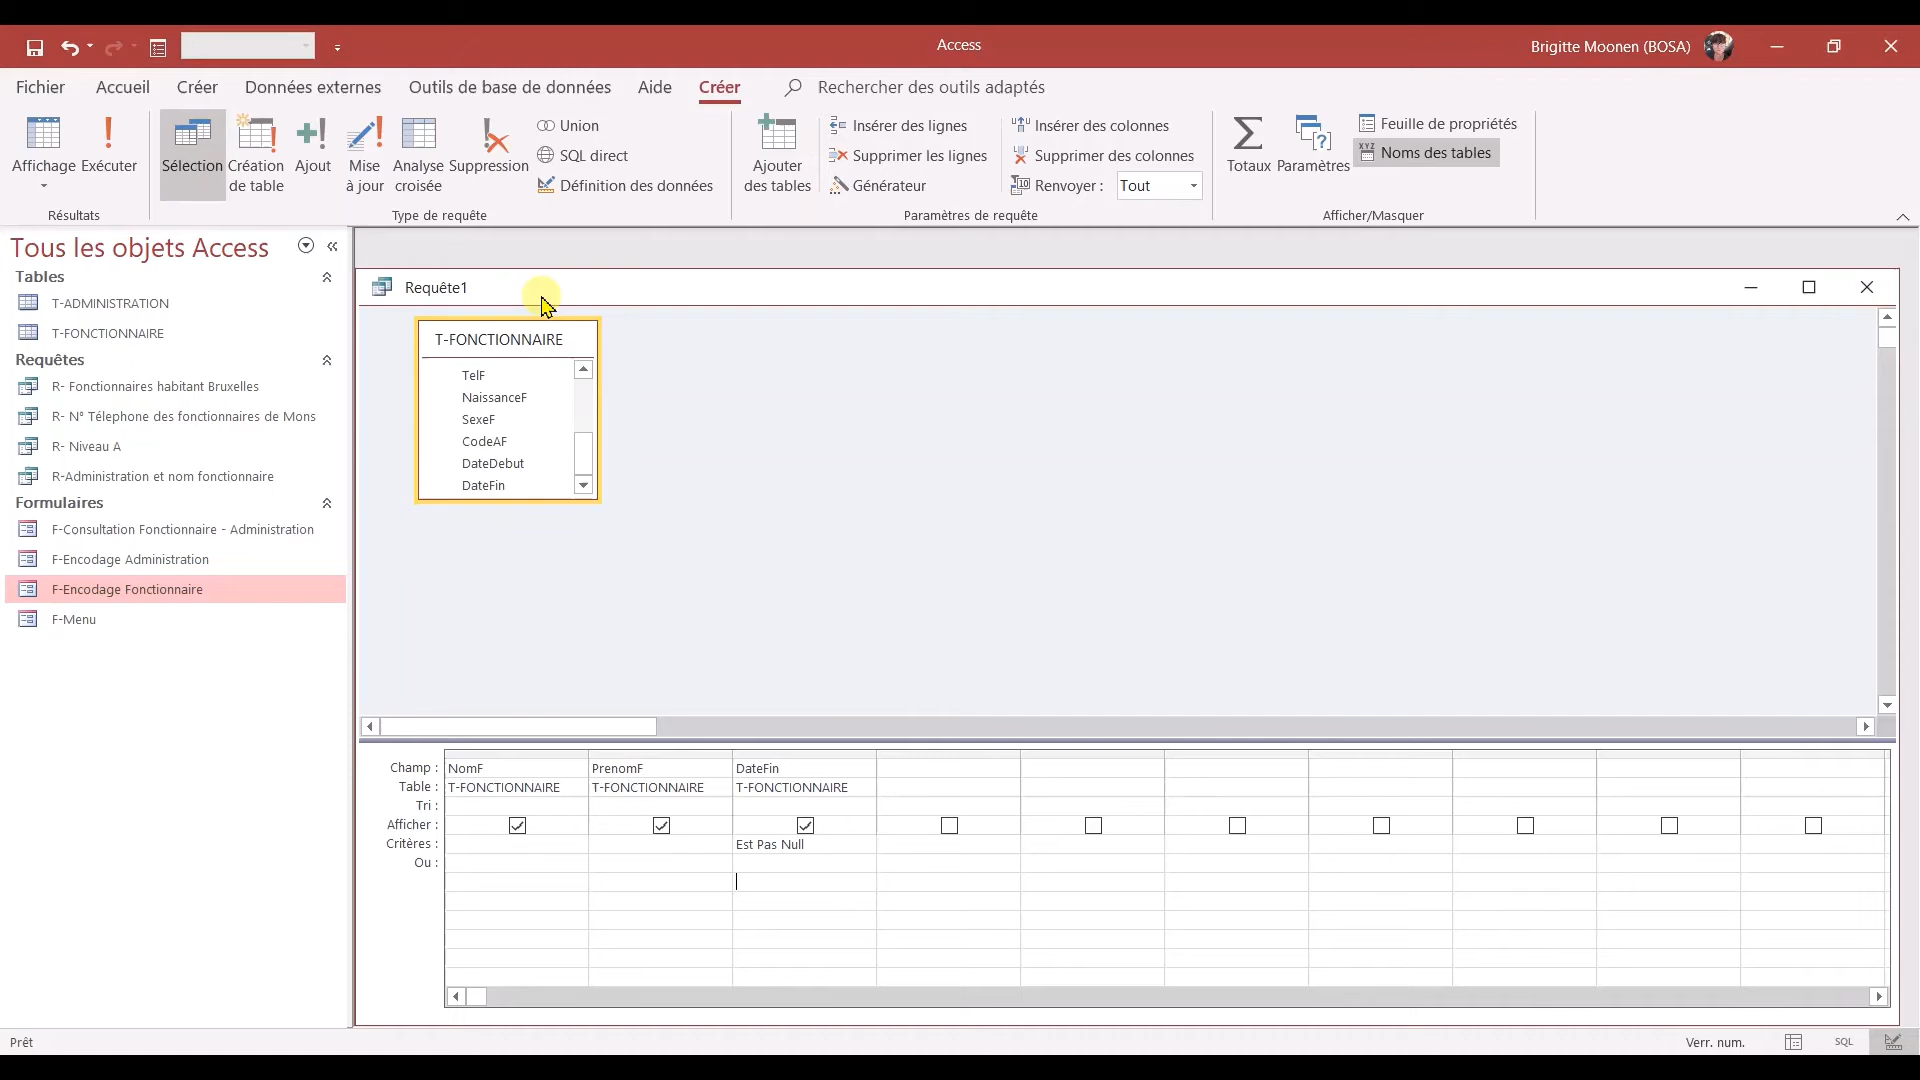 Access
Brigitte Moonen (BOSA)
Fichier Accueil Créer Données externes Outils de base de données Aide Créer Rechercher des outils adaptés
Affichage
Exécuter
Résultats
Sélection
Création
de table
Ajout
Mise
à jour
Analyse
croisée
Suppression
Union
SQL direct
Définition des données
Type de requête
Ajouter
des tables
Insérer des lignes
Supprimer les lignes
Générateur
Insérer des colonnes
Supprimer des colonnes
Renvoyer : Tout
Paramètres de requête
Totaux
Paramètres
XYZ
Feuille de propriétés
Noms des tables
Afficher/Masquer
Tous les objets Access
Tables
T-ADMINISTRATION
T-FONCTIONNAIRE
Requêtes
R- Fonctionnaires habitant Bruxelles
R- N° Télephone des fonctionnaires de Mons
R- Niveau A
R-Administration et nom fonctionnaire
Formulaires
F-Consultation Fonctionnaire - Administration
F-Encodage Administration
F-Encodage Fonctionnaire
F-Menu
Requête1
T-FONCTIONNAIRE
TelF
NaissanceF
SexeF
CodeAF
DateDebut
DateFin
Champ : NomF PrenomF DateFin
Table : T-FONCTIONNAIRE T-FONCTIONNAIRE T-FONCTIONNAIRE
Tri :
Afficher :
Critères : Est Pas Null
Ou :
Prêt
Verr. num.
SQL